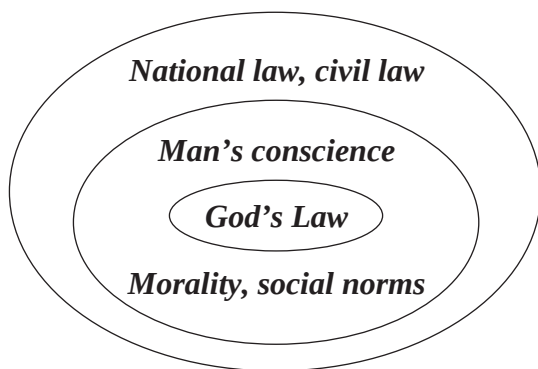 National law, civil law
Man’s conscience
God’s Law
Morality, social norms